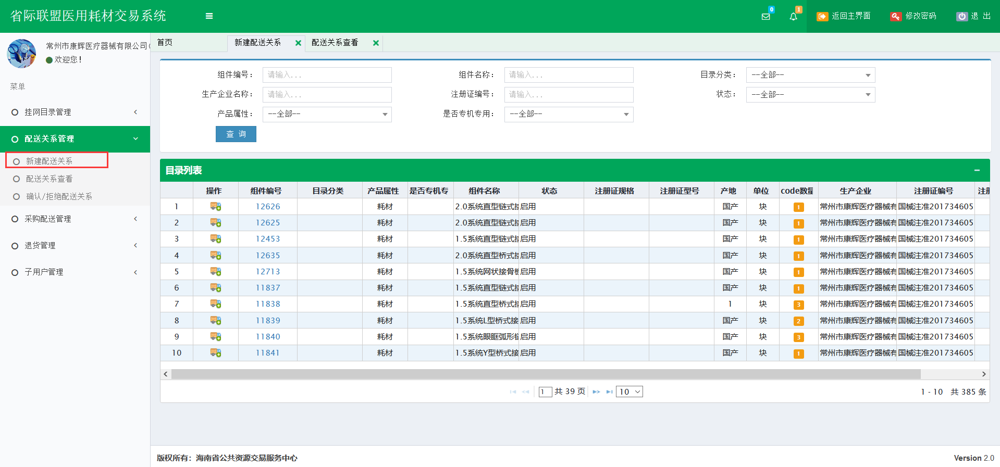 省际联盟医用耗材交易系统
0
1
返回主界面
修改密码
退 出
常州市康辉医疗器械有限公司
欢迎您!
菜单
挂网目录管理
配送关系管理
新建配送关系
配送关系查看
确认/拒绝配送关系
采购配送管理
退货管理
子用户管理
首页 新建配送关系 配送关系查看
组件编号: 请输入... 组件名称: 请输入... 目录分类: --全部--
生产企业名称: 请输入... 注册证编号: 请输入... 状态: --全部--
产品属性: --全部-- 是否专机专用: --全部--
查 询
目录列表
操作 组件编号 目录分类 产品属性 是否专机专 组件名称 状态 注册证规格 注册证型号 产地 单位 code数量 生产企业 注册证编号 注册
1 12626 耗材 2.0系统直型链式接 启用 国产 块 1 常州市康辉医疗器械有 国械注准201734605
2 12625 耗材 2.0系统直型链式接 启用 国产 块 1 常州市康辉医疗器械有 国械注准201734605
3 12453 耗材 1.5系统直型链式接 启用 国产 块 1 常州市康辉医疗器械有 国械注准201734605
4 12635 耗材 2.0系统直型桥式接 启用 国产 块 1 常州市康辉医疗器械有 国械注准201734605
5 12713 耗材 1.5系统网状接骨板 启用 国产 块 1 常州市康辉医疗器械有 国械注准201734605
6 11837 耗材 1.5系统直型链式接 启用 国产 块 1 常州市康辉医疗器械有 国械注准201734605
7 11838 耗材 1.5系统直型桥式接 启用 1 块 3 常州市康辉医疗器械有 国械注准201734605
8 11839 耗材 1.5系统L型桥式接 启用 国产 块 2 常州市康辉医疗器械有 国械注准201734605
9 11840 耗材 1.5系统眼眶弧形链 启用 国产 块 3 常州市康辉医疗器械有 国械注准201734605
10 11841 耗材 1.5系统Y型桥式接 启用 国产 块 1 常州市康辉医疗器械有 国械注准201734605
1 共 39 页 10
1 - 10 共 385 条
版权所有：海南省公共资源交易服务中心
Version 2.0